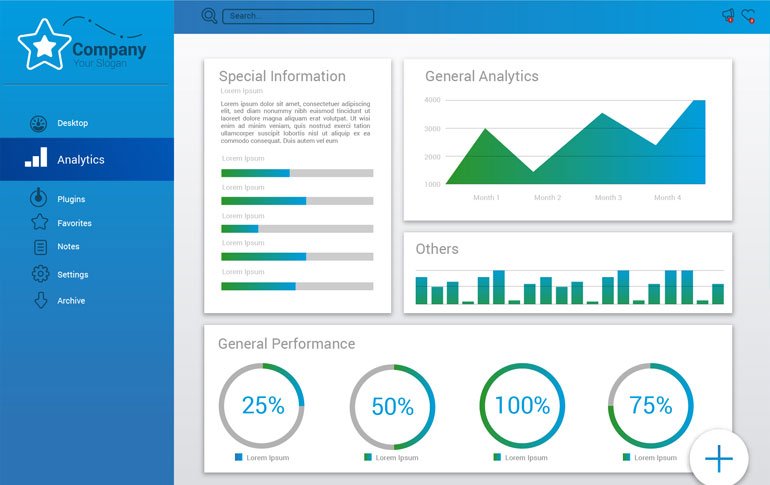 Company
Your Slogan
Search...
Desktop
Analytics
Plugins
Favorites
Notes
Settings
Archive
Special Information
Lorem Ipsum
Lorem ipsum dolor sit amet, consectetuer adipiscing
elit, sed diam nonummy nibh euismod tincidunt ut
laoreet dolore magna aliquam erat volutpat. Ut wisi
enim ad minim veniam, quis nostrud exerci tation
ullamcorper suscipit lobortis nisl ut aliquip ex ea
commodo consequat. Duis autem vel eum
Lorem Ipsum
Lorem Ipsum
Lorem Ipsum
Lorem Ipsum
Lorem Ipsum
General Analytics
4000
3000
2000
1000
Month 1 Month 2 Month 3 Month 4
Others
General Performance
25% 50% 100% 75%
Lorem Ipsum Lorem Ipsum Lorem Ipsum Lorem Ipsum